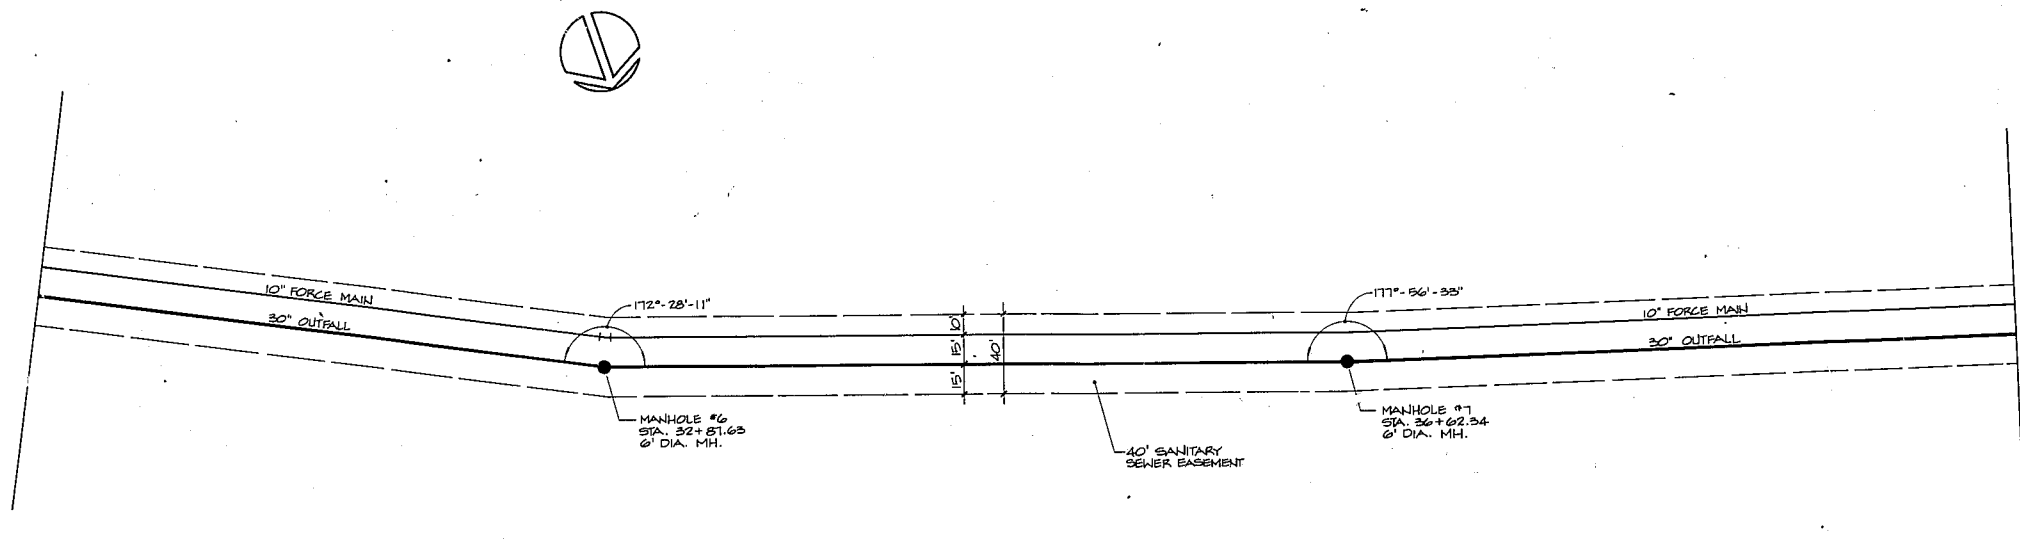 10" FORCE MAIN
30" OUTFALL
172°-28'-11"
10'
15'
15'
40'
177°-56'-33"
10" FORCE MAIN
30" OUTFALL
MANHOLE #6
STA. 32+87.63
6' DIA. MH.
MANHOLE #7
STA. 36+62.34
6' DIA. MH.
40' SANITARY
SEWER EASEMENT